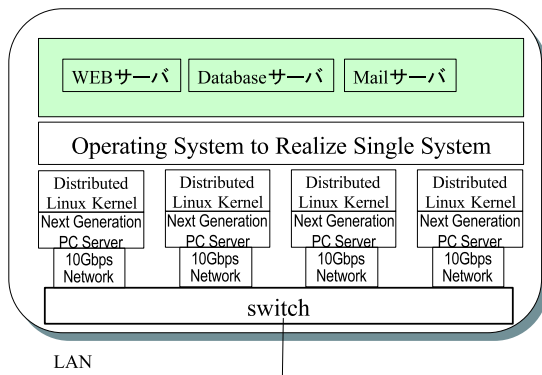 WEBサーバ Databaseサーバ Mailサーバ
Operating System to Realize Single System
Distributed Linux Kernel
Next Generation PC Server
10Gbps Network
Distributed Linux Kernel
Next Generation PC Server
10Gbps Network
Distributed Linux Kernel
Next Generation PC Server
10Gbps Network
Distributed Linux Kernel
Next Generation PC Server
10Gbps Network
switch
LAN